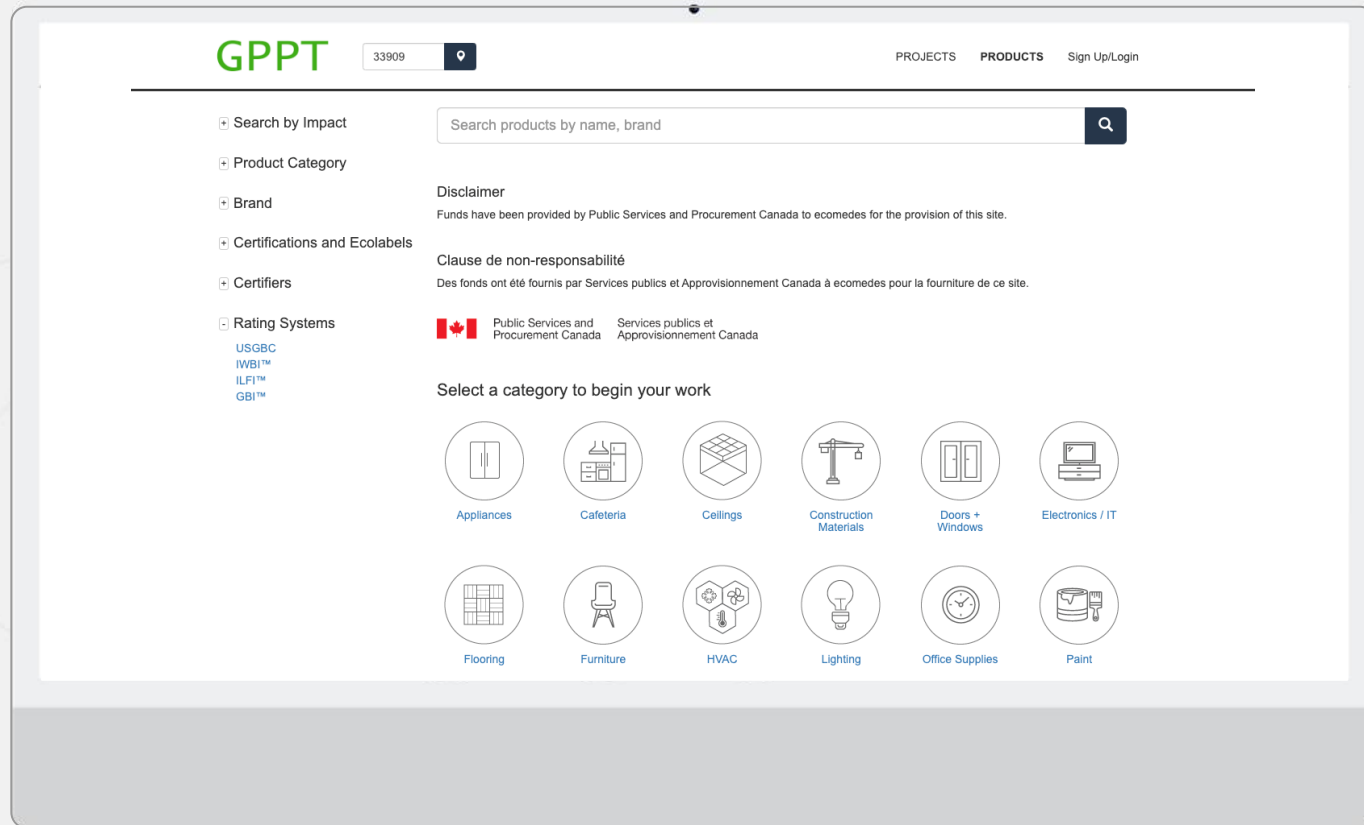 GPPT
33909
PROJECTS PRODUCTS Sign Up/Login
Search by Impact
Product Category
Brand
Certifications and Ecolabels
Certifiers
Rating Systems
USGBC
IWBI™
ILFI™
GBI™
Search products by name, brand
Disclaimer
Funds have been provided by Public Services and Procurement Canada to ecomedes for the provision of this site.
Clause de non-responsabilité
Des fonds ont été fournis par Services publics et Approvisionnement Canada à ecomedes pour la fourniture de ce site.
Public Services and
Procurement Canada
Services publics et
Approvisionnement Canada
Select a category to begin your work
Appliances
Cafeteria
Ceilings
Construction
Materials
Doors +
Windows
Electronics / IT
Flooring
Furniture
HVAC
Lighting
Office Supplies
Paint